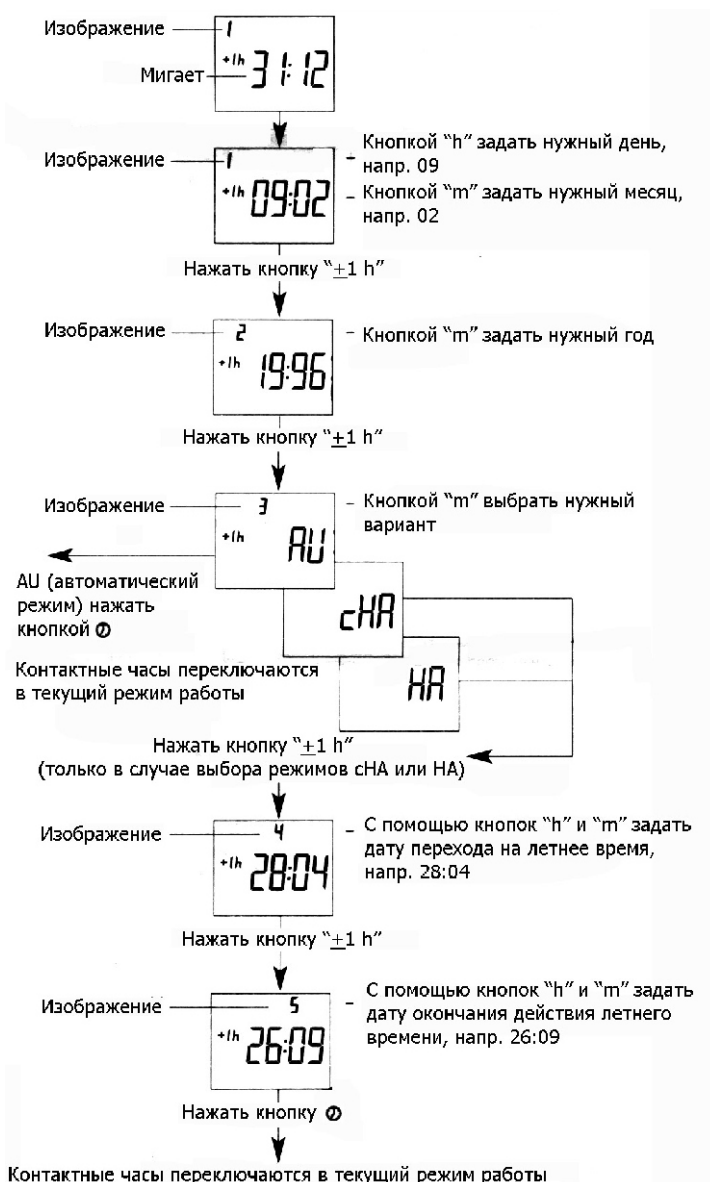 Изображение
1
+1h
Мигает
31:12
Изображение
1
+1h
09:02
Кнопкой “h” задать нужный день,
напр. 09
Кнопкой “m” задать нужный месяц,
напр. 02
Нажать кнопку “±1 h”
Изображение
2
+1h
19:96
Кнопкой “m” задать нужный год
Нажать кнопку “±1 h”
Изображение
3
+1h
AU
Кнопкой “m” выбрать нужный
вариант
AU (автоматический
режим) нажать
кнопкой
cHA
HA
Контактные часы переключаются
в текущий режим работы
Нажать кнопку “±1 h”
(только в случае выбора режимов cHA или HA)
Изображение
4
+1h
28:04
С помощью кнопок “h” и “m” задать
дату перехода на летнее время,
напр. 28:04
Нажать кнопку “±1 h”
Изображение
5
+1h
26:09
С помощью кнопок “h” и “m” задать
дату окончания действия летнего
времени, напр. 26:09
Нажать кнопку
Контактные часы переключаются в текущий режим работы